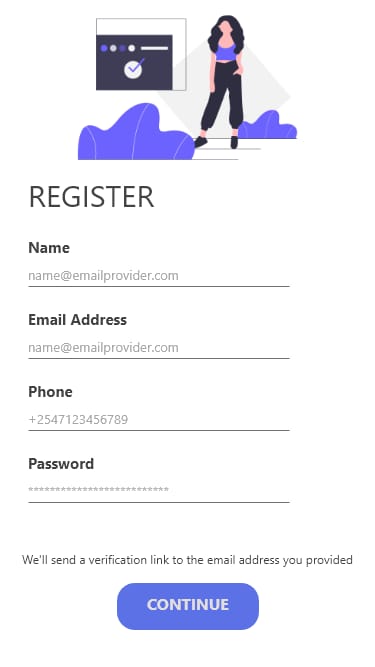 REGISTER
Name
name@emailprovider.com
Email Address
name@emailprovider.com
Phone
+2547123456789
Password
**************************
We'll send a verification link to the email address you provided
CONTINUE